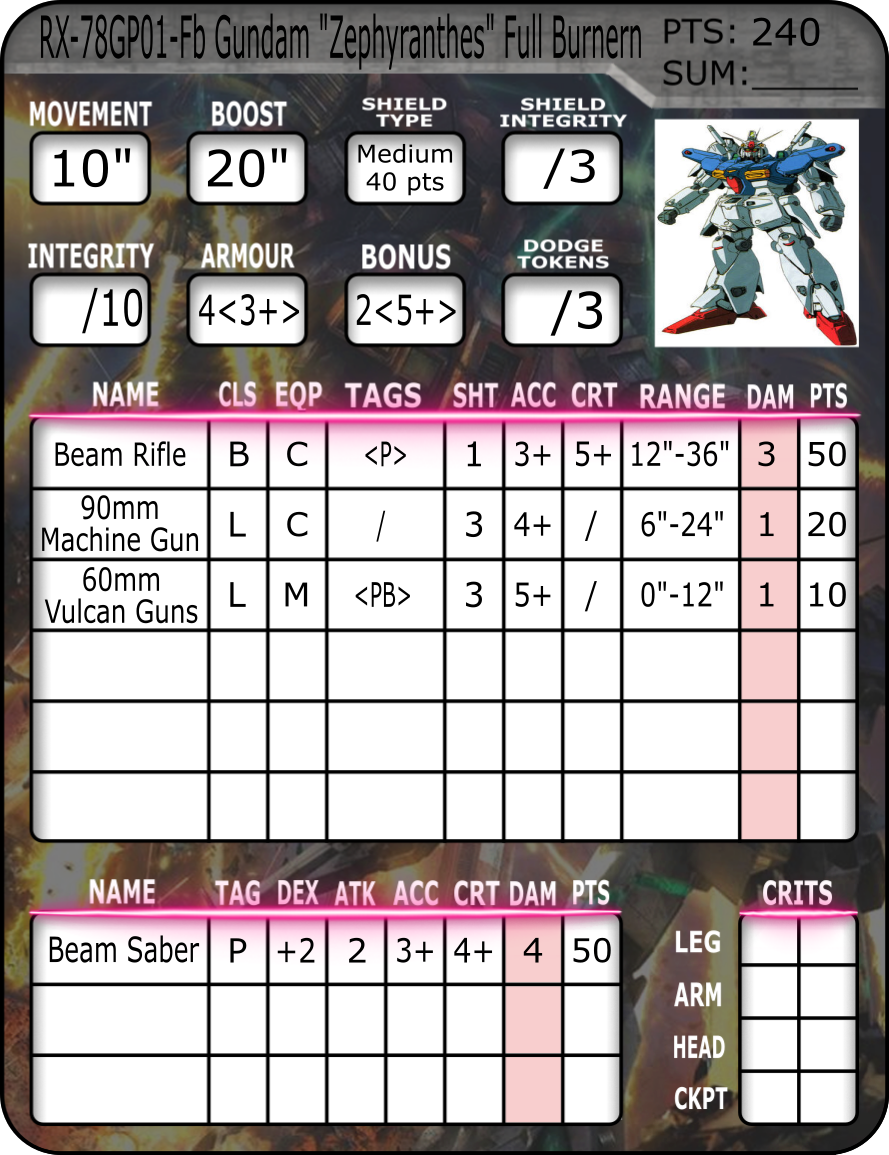 RX-78GP01-Fb Gundam "Zephyranthes" Full Burnern
PTS: 240
SUM:______
MOVEMENT BOOST SHIELD TYPE SHIELD INTEGRITY
10" 20" Medium 40 pts /3
INTEGRITY ARMOUR BONUS DODGE TOKENS
/10 4<3+> 2<5+> /3
NAME CLS EQP TAGS SHT ACC CRT RANGE DAM PTS
Beam Rifle B C <P> 1 3+ 5+ 12"-36" 3 50
90mm Machine Gun L C / 3 4+ / 6"-24" 1 20
60mm Vulcan Guns L M <PB> 3 5+ / 0"-12" 1 10
NAME TAG DEX ATK ACC CRT DAM PTS
Beam Saber P +2 2 3+ 4+ 4 50
CRITS
LEG
ARM
HEAD
CKPT